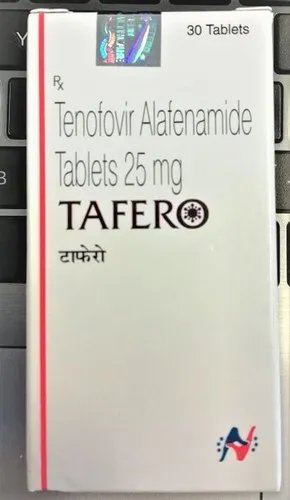 30 Tablets
Rx
Tenofovir Alafenamide
Tablets 25 mg
TAFERO
टाफेरो